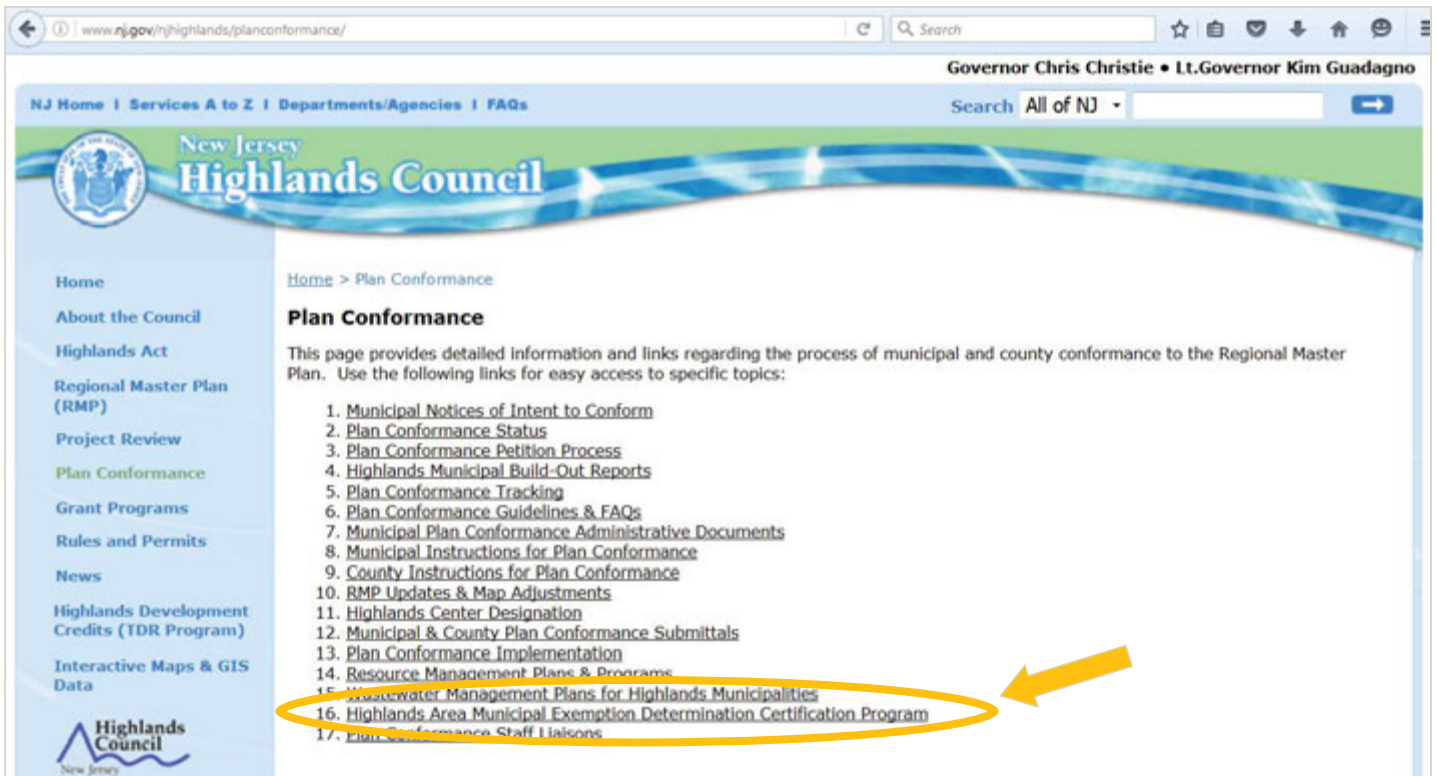 www.nj.gov/njhighlands/planconformance/
Search
Governor Chris Christie • Lt.Governor Kim Guadagno
NJ Home I Services A to Z I Departments/Agencies I FAQs
Search All of NJ
New Jersey
Highlands Council
Home
About the Council
Highlands Act
Regional Master Plan
(RMP)
Project Review
Plan Conformance
Grant Programs
Rules and Permits
News
Highlands Development
Credits (TDR Program)
Interactive Maps & GIS
Data
Highlands
Council
New Jersey
Home > Plan Conformance
Plan Conformance
This page provides detailed information and links regarding the process of municipal and county conformance to the Regional Master
Plan. Use the following links for easy access to specific topics:
1. Municipal Notices of Intent to Conform
2. Plan Conformance Status
3. Plan Conformance Petition Process
4. Highlands Municipal Build-Out Reports
5. Plan Conformance Tracking
6. Plan Conformance Guidelines & FAQs
7. Municipal Plan Conformance Administrative Documents
8. Municipal Instructions for Plan Conformance
9. County Instructions for Plan Conformance
10. RMP Updates & Map Adjustments
11. Highlands Center Designation
12. Municipal & County Plan Conformance Submittals
13. Plan Conformance Implementation
14. Resource Management Plans & Programs
15. Wastewater Management Plans for Highlands Municipalities
16. Highlands Area Municipal Exemption Determination Certification Program
17. Plan Conformance Staff Liaisons